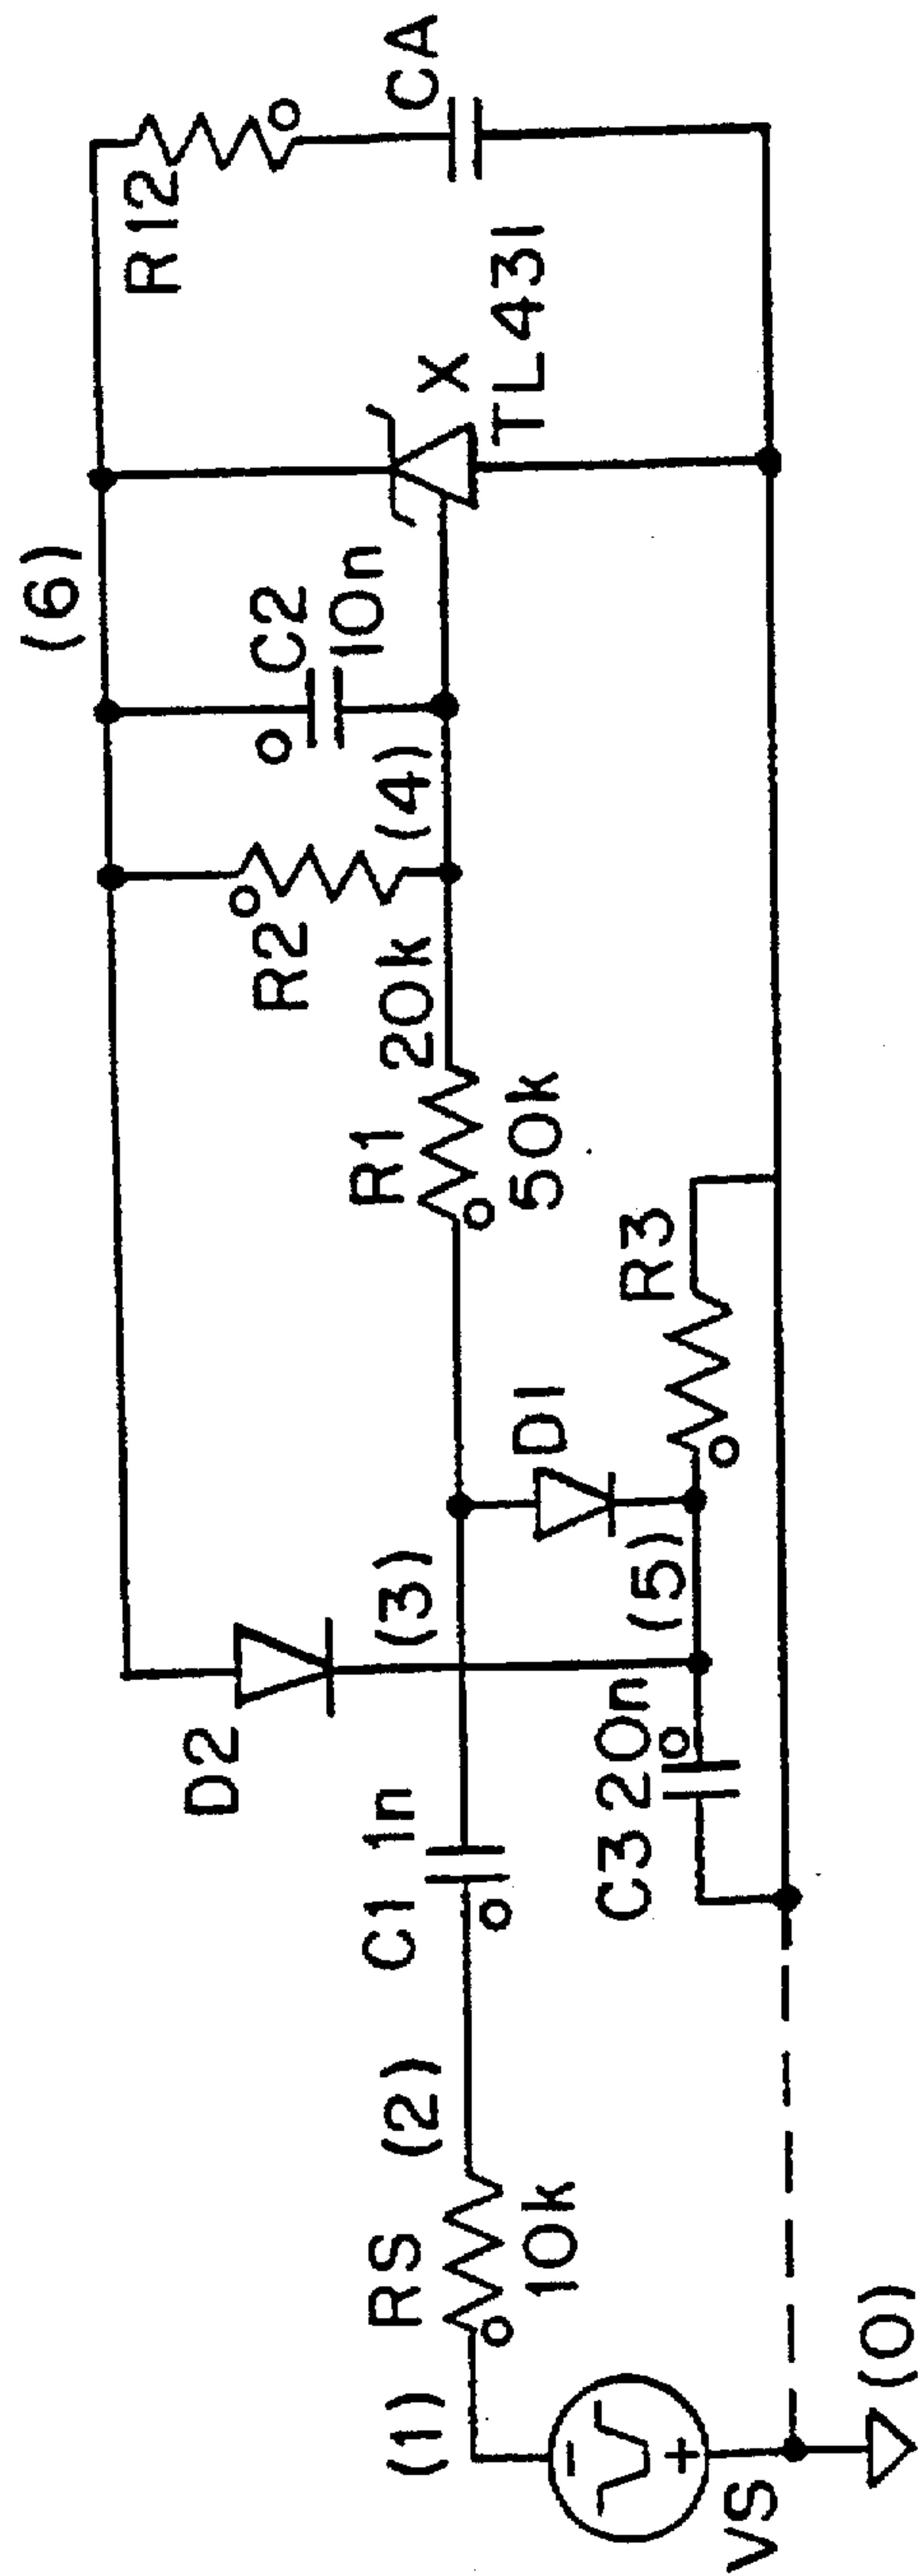 VS
(0)
(1)
RS
10k
(2)
C1 1n
C3 20n
D2
(3)
(5)
D1
R3
R1
50k
R2
20k
(4)
C2
10n
(6)
X
TL431
R12
CA